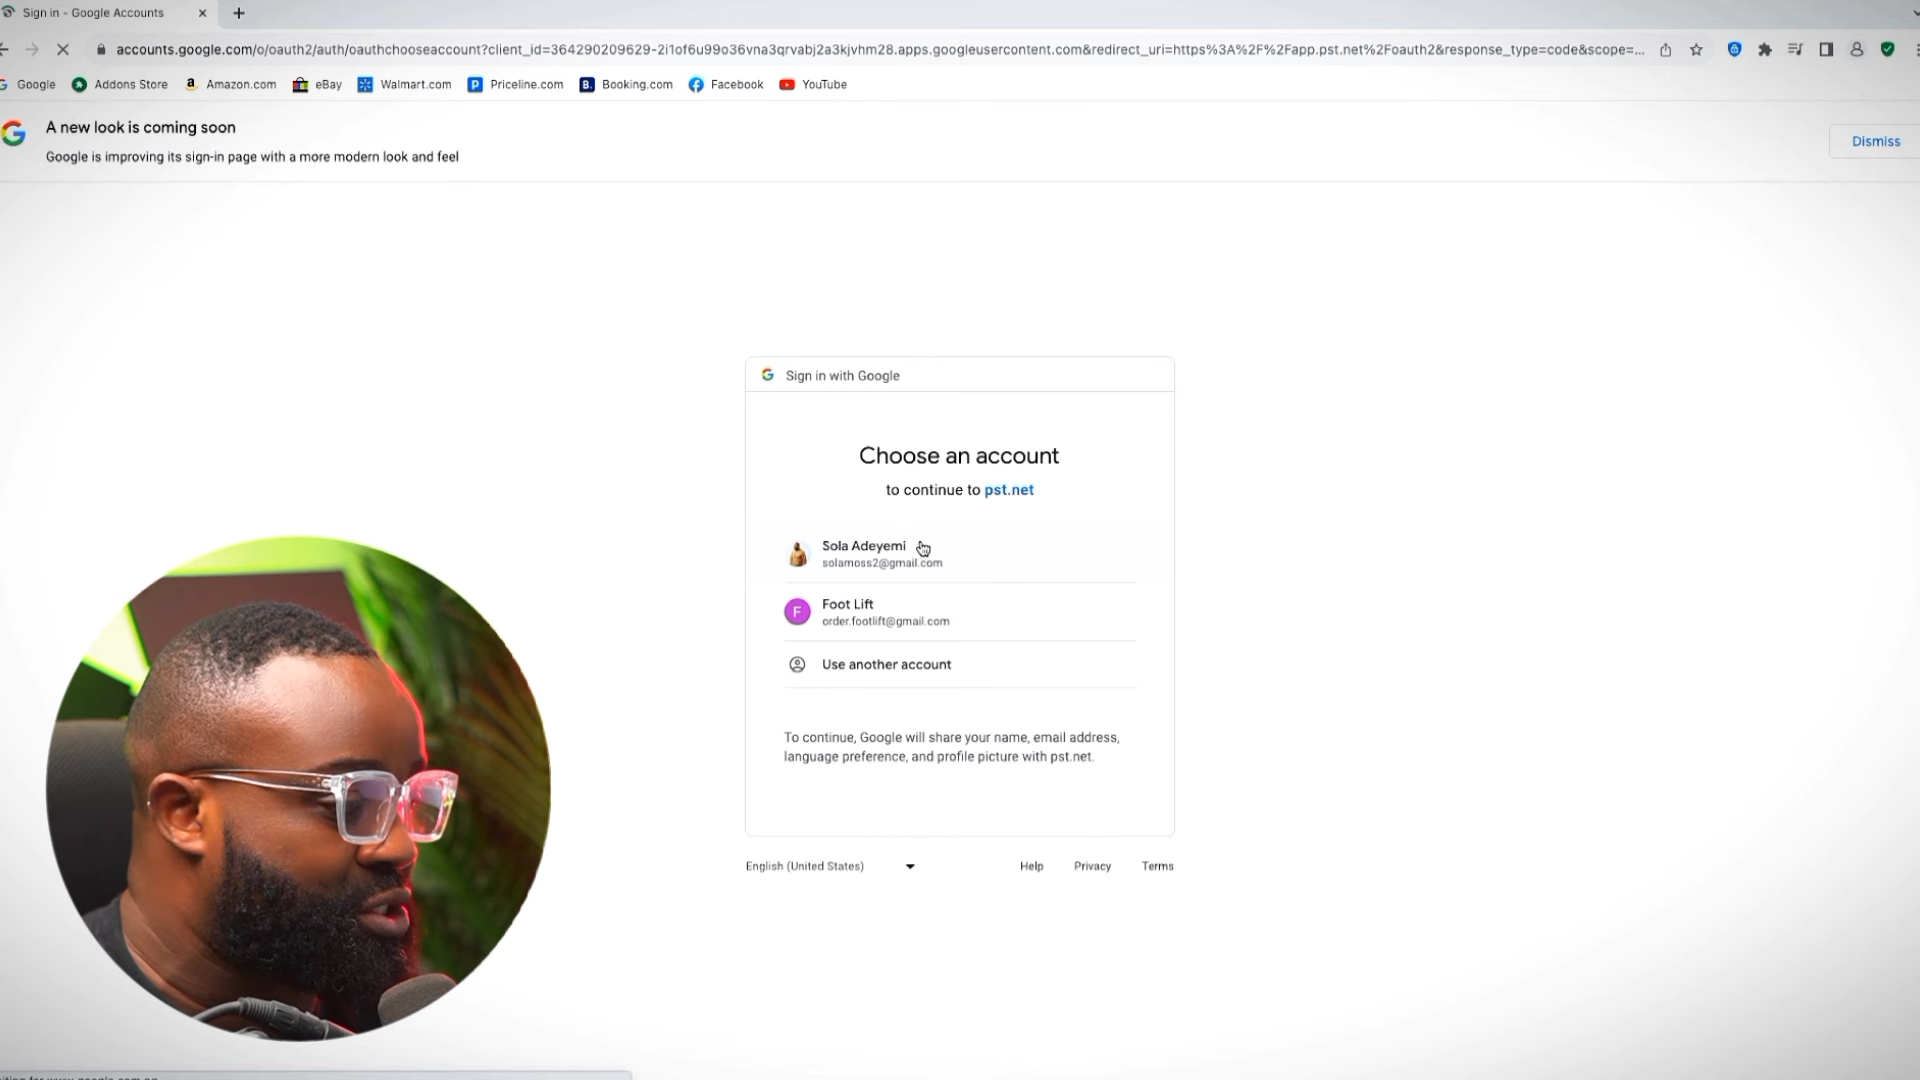 Sign in - Google Accounts
accounts.google.com/o/oauth2/auth/oauthchooseaccount?client_id=364290209629-2i1of6u99o36vna3qrvabj2a3kjvhm28.apps.googleusercontent.com&redirect_uri=https%3A%2F%2Fapp.pst.net%2Foauth2&response_type=code&scope=...
Google Addons Store Amazon.com eBay Walmart.com Priceline.com Booking.com Facebook YouTube
A new look is coming soon
Google is improving its sign-in page with a more modern look and feel
Dismiss
Sign in with Google
Choose an account
to continue to pst.net
Sola Adeyemi
solamoss2@gmail.com
F
Foot Lift
order.footlift@gmail.com
Use another account
To continue, Google will share your name, email address,
language preference, and profile picture with pst.net.
English (United States) Help Privacy Terms